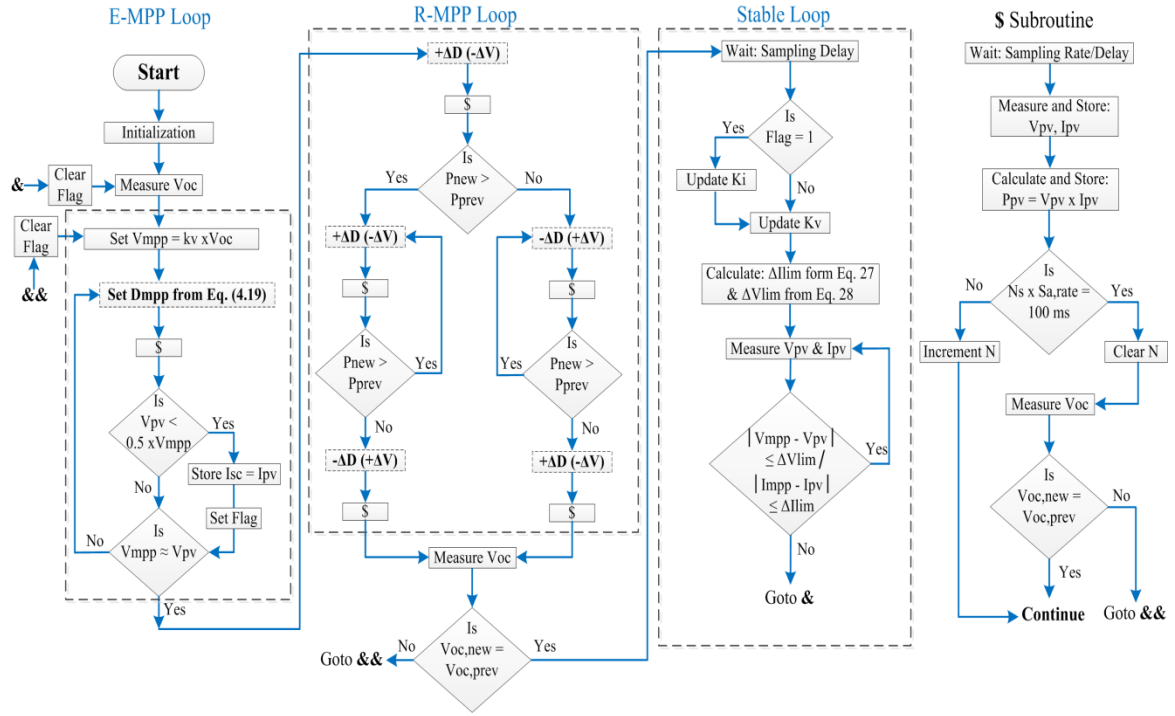 E-MPP Loop
Start
Initialization
&
Clear
Flag
Measure Voc
Clear
Flag
&&
Set Vmpp = kv xVoc
Set Dmpp from Eq. (4.19)
$
Is
Vpv <
0.5 xVmpp
Yes
No
Store Isc = Ipv
Set Flag
Is
Vmpp ≈ Vpv
No
Yes
R-MPP Loop
+ΔD (-ΔV)
$
Is
Pnew >
Pprev
Yes
No
+ΔD (-ΔV)
$
Is
Pnew >
Pprev
Yes
No
-ΔD (+ΔV)
$
-ΔD (+ΔV)
$
Is
Pnew >
Pprev
Yes
No
+ΔD (-ΔV)
$
Measure Voc
Is
Voc,new =
Voc,prev
No
Goto &&
Yes
Stable Loop
Wait: Sampling Delay
Is
Flag = 1
Yes
Update Ki
No
Update Kv
Calculate: ΔIlim form Eq. 27
& ΔVlim from Eq. 28
Measure Vpv & Ipv
| Vmpp - Vpv |
≤ ΔVlim /
| Impp - Ipv |
≤ ΔIlim
Yes
No
Goto &
$ Subroutine
Wait: Sampling Rate/Delay
Measure and Store:
Vpv, Ipv
Calculate and Store:
Ppv = Vpv x Ipv
Is
Ns x Sa,rate =
100 ms
No
Yes
Increment N
Clear N
Measure Voc
Is
Voc,new =
Voc,prev
No
Yes
Continue
Goto &&